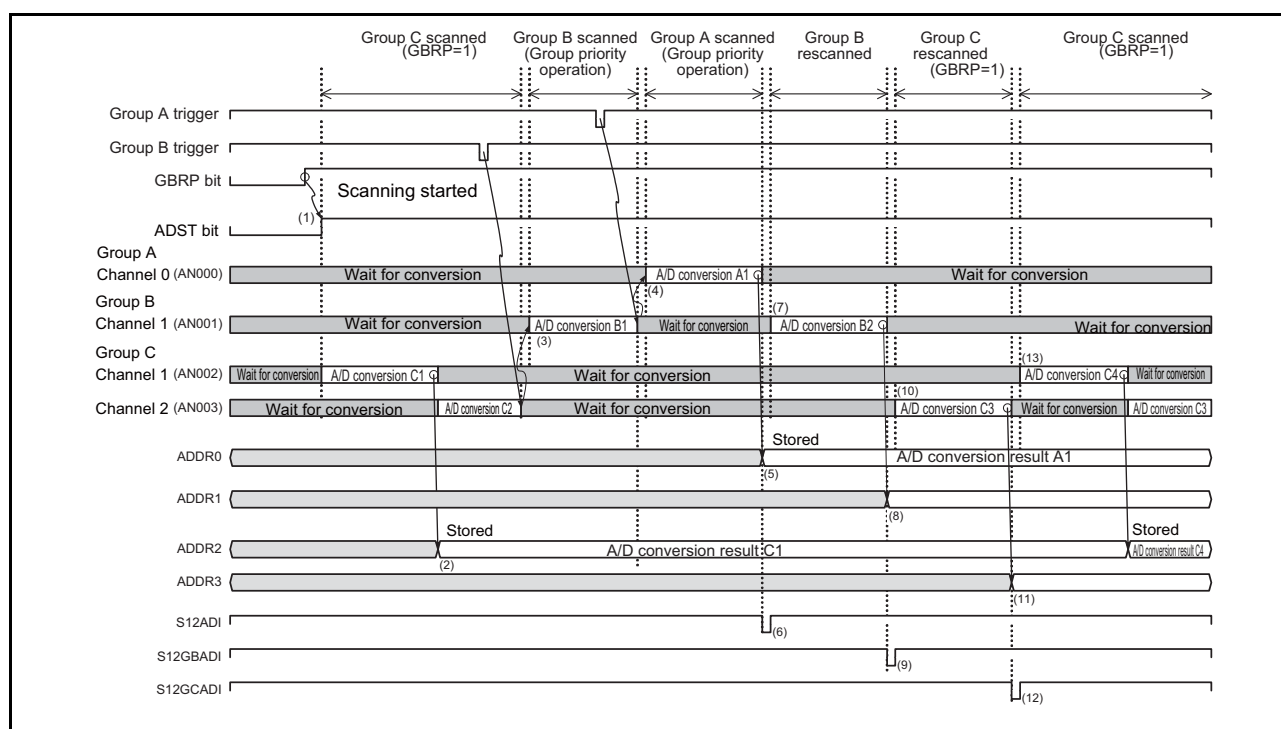 Group C scanned
(GBRP=1)
Group B scanned
(Group priority
operation)
Group A scanned
(Group priority
operation)
Group B
rescanned
Group C
rescanned
(GBRP=1)
Group C scanned
(GBRP=1)
Group A trigger
Group B trigger
GBRP bit
Scanning started
(1)
ADST bit
Group A
Channel 0 (AN000)
Wait for conversion
A/D conversion A1
Wait for conversion
(4)
Group B
(7)
Channel 1 (AN001)
Wait for conversion
A/D conversion B1
Wait for conversion
A/D conversion B2
Wait for conversion
(3)
Group C
(13)
Channel 1 (AN002)
Wait for conversion
A/D conversion C1
Wait for conversion
A/D conversion C4
Wait for conversion
(10)
Channel 2 (AN003)
Wait for conversion
A/D conversion C2
Wait for conversion
A/D conversion C3
Wait for conversion
A/D conversion C3
Stored
ADDR0
A/D conversion result A1
(5)
ADDR1
(8)
Stored
Stored
ADDR2
A/D conversion result C1
A/D conversion result C4
(2)
ADDR3
(11)
S12ADI
(6)
S12GBADI
(9)
S12GCADI
(12)